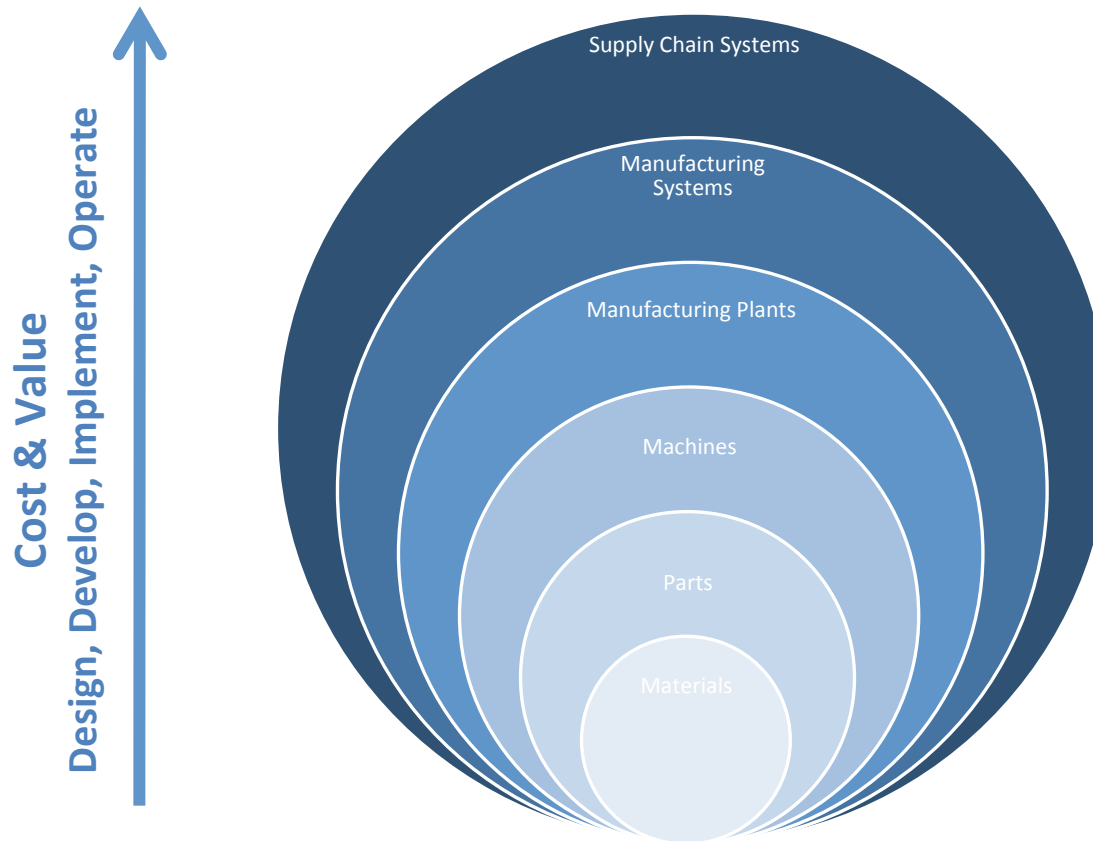 Cost & Value
Design, Develop, Implement, Operate
Supply Chain Systems
Manufacturing
Systems
Manufacturing Plants
Machines
Parts
Materials